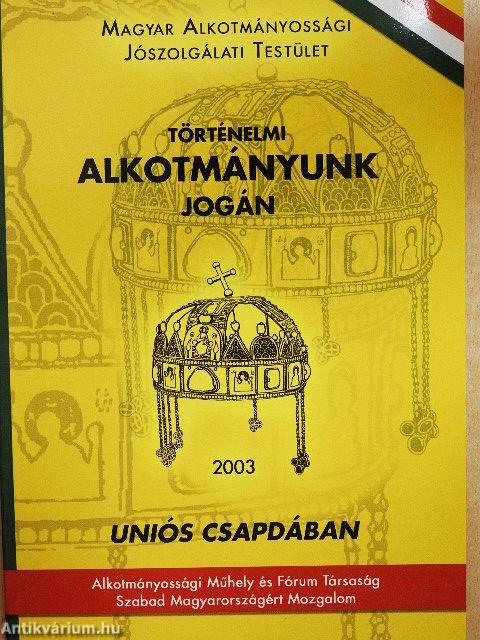 Magyar Alkotmányossági
Jószolgálati Testület
TÖRTÉNELMI
ALKOTMÁNYUNK
JOGÁN
2003
UNIÓS CSAPDÁBAN
Alkotmányossági Műhely és Fórum Társaság
Szabad Magyarországért Mozgalom
Antikvárium.hu